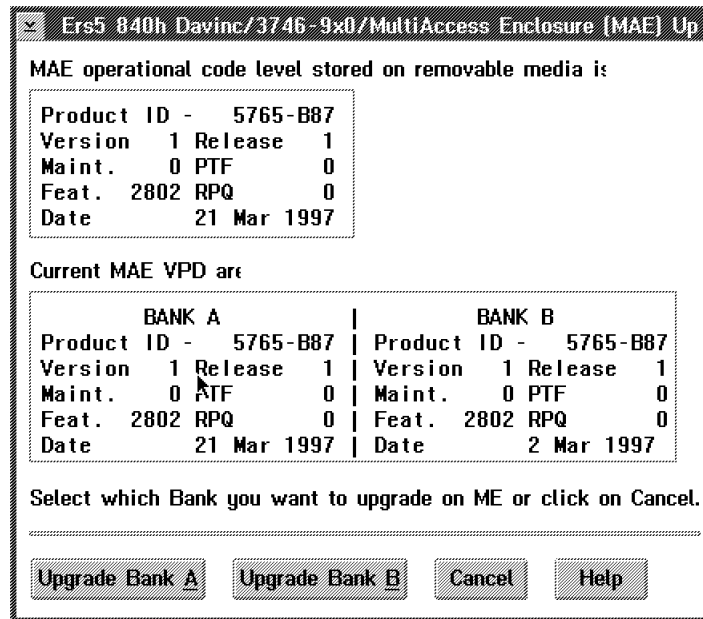 Ers5 840h Davinc/3746-9x0/MultiAccess Enclosure (MAE) Up
MAE operational code level stored on removable media is
Product ID - 5765-B87
Version 1 Release 1
Maint. 0 PTF 0
Feat. 2802 RPQ 0
Date 21 Mar 1997
Current MAE VPD are
BANK A | BANK B
Product ID - 5765-B87 | Product ID - 5765-B87
Version 1 Release 1 | Version 1 Release 1
Maint. 0 PTF 0 | Maint. 0 PTF 0
Feat. 2802 RPQ 0 | Feat. 2802 RPQ 0
Date 21 Mar 1997 | Date 2 Mar 1997
Select which Bank you want to upgrade on ME or click on Cancel.
Upgrade Bank A Upgrade Bank B Cancel Help